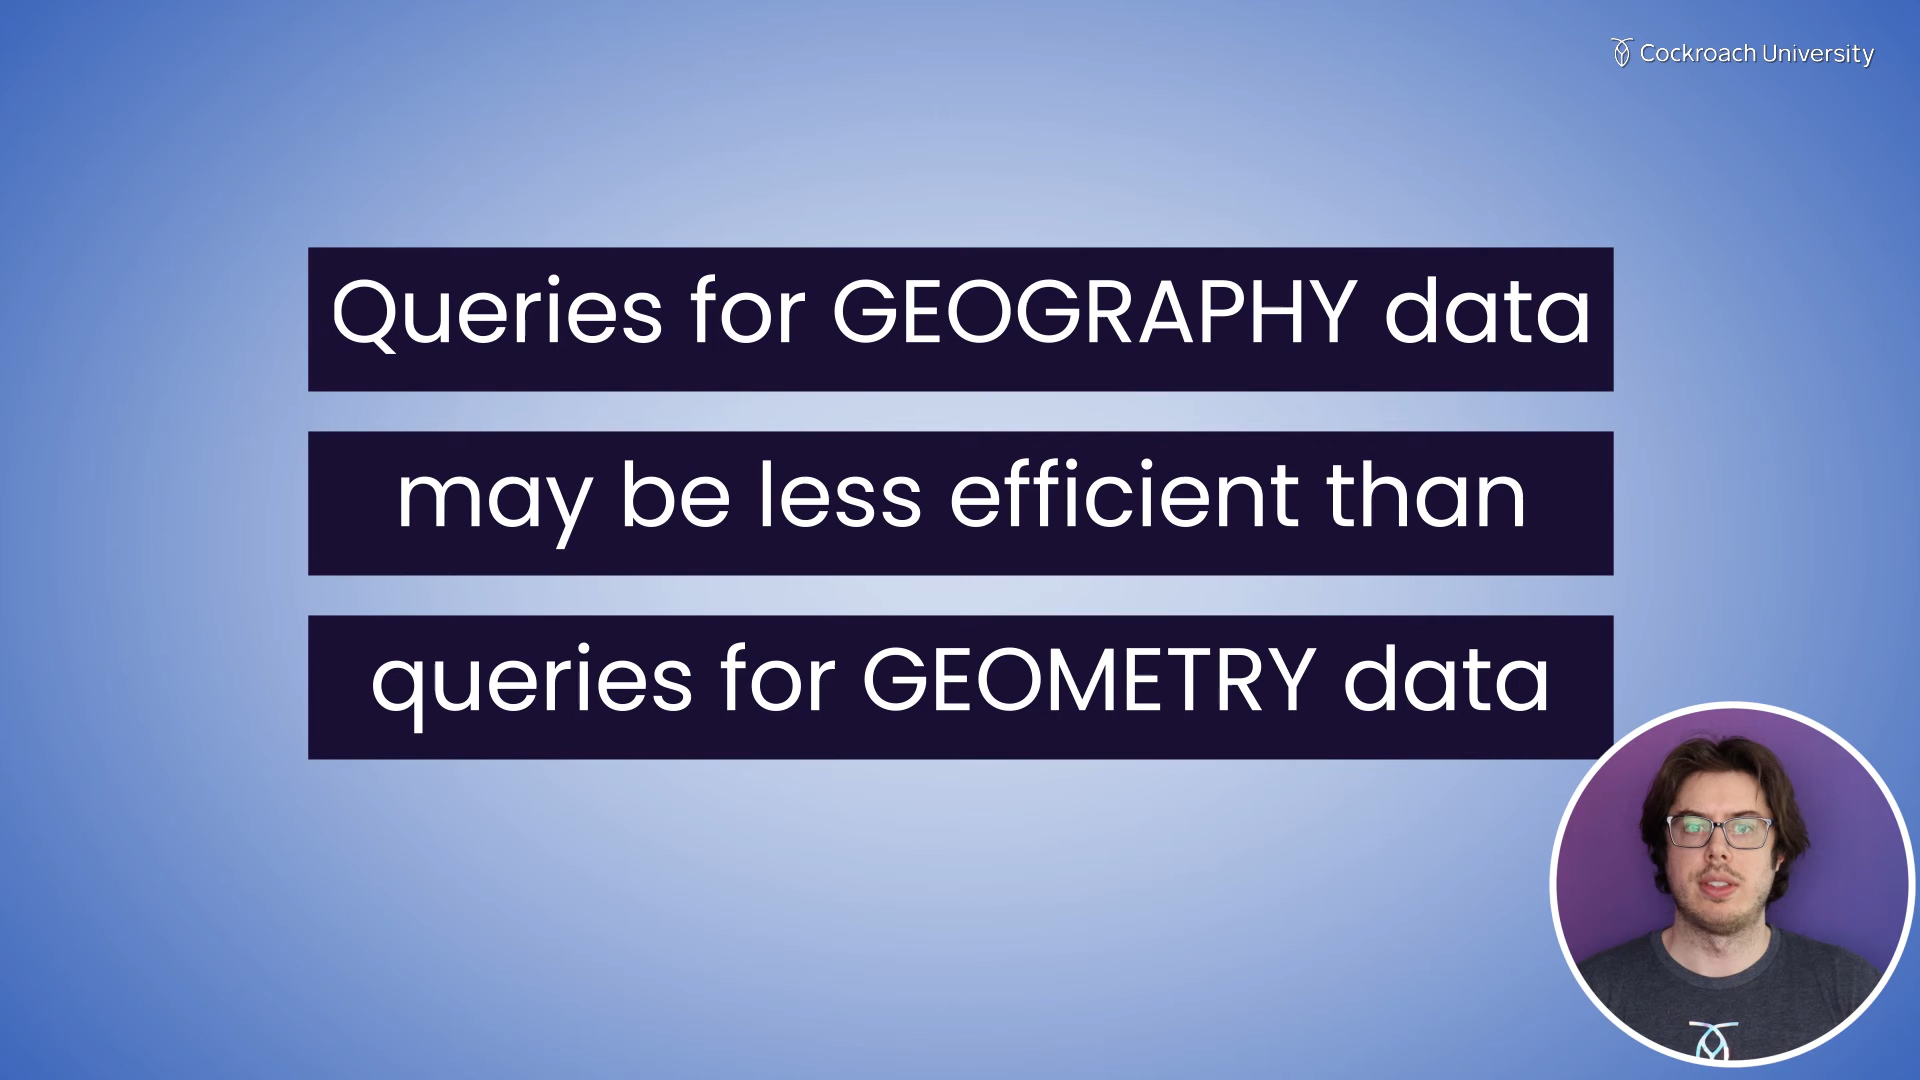 Cockroach University
Queries for GEOGRAPHY data
may be less efficient than
queries for GEOMETRY data